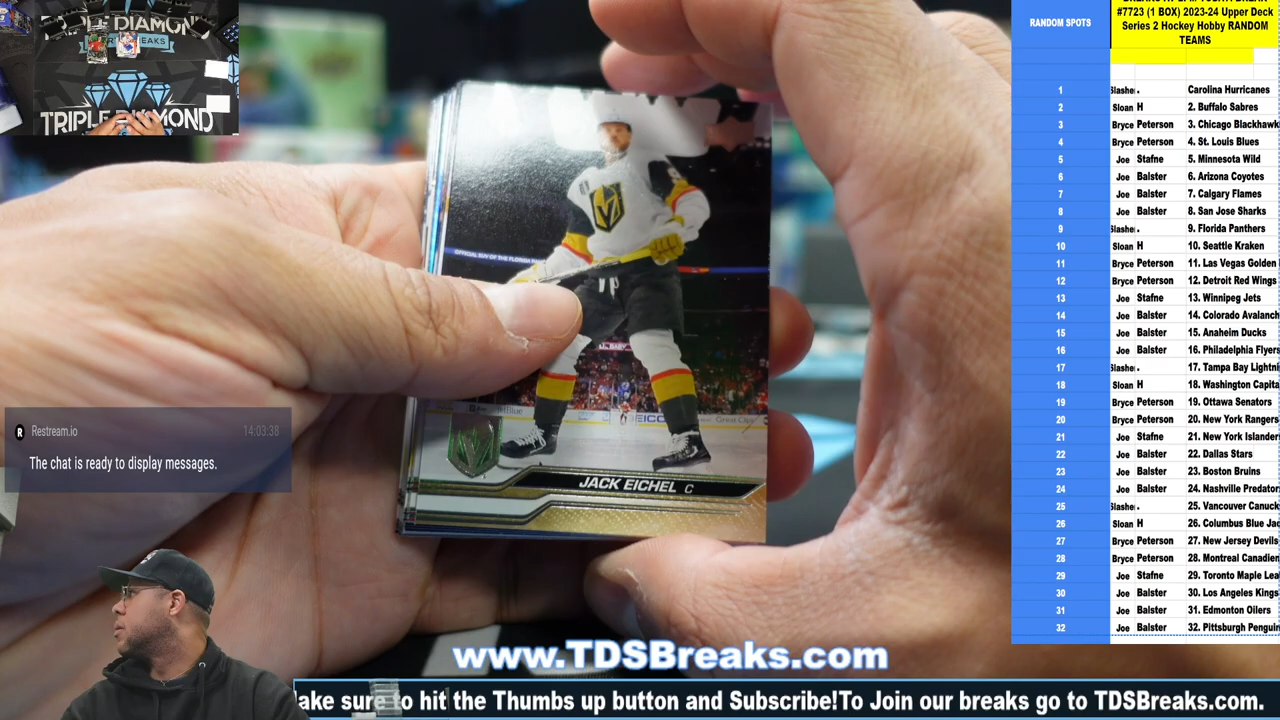 TRIPLE DIAMOND
BREAKS
TRIPLE DIAMOND
JACK EICHEL C
Restream.io 14:03:38
The chat is ready to display messages.
www.TDSBreaks.com
ake sure to hit the Thumbs up button and Subscribe!To Join our breaks go to TDSBreaks.com.
RANDOM SPOTS
#7723 (1 BOX) 2023-24 Upper Deck
Series 2 Hockey Hobby RANDOM
TEAMS
1 Slashe . Carolina Hurricanes
2 Sloan H 2. Buffalo Sabres
3 Bryce Peterson 3. Chicago Blackhawk
4 Bryce Peterson 4. St. Louis Blues
5 Joe Stafne 5. Minnesota Wild
6 Joe Balster 6. Arizona Coyotes
7 Joe Balster 7. Calgary Flames
8 Joe Balster 8. San Jose Sharks
9 Slashe . 9. Florida Panthers
10 Sloan H 10. Seattle Kraken
11 Bryce Peterson 11. Las Vegas Golden
12 Bryce Peterson 12. Detroit Red Wings
13 Joe Stafne 13. Winnipeg Jets
14 Joe Balster 14. Colorado Avalanch
15 Joe Balster 15. Anaheim Ducks
16 Joe Balster 16. Philadelphia Flyers
17 Slashe . 17. Tampa Bay Lightni
18 Sloan H 18. Washington Capita
19 Bryce Peterson 19. Ottawa Senators
20 Bryce Peterson 20. New York Rangers
21 Joe Stafne 21. New York Islander
22 Joe Balster 22. Dallas Stars
23 Joe Balster 23. Boston Bruins
24 Joe Balster 24. Nashville Predator
25 Slashe . 25. Vancouver Canuck
26 Sloan H 26. Columbus Blue Jac
27 Bryce Peterson 27. New Jersey Devils
28 Bryce Peterson 28. Montreal Canadien
29 Joe Stafne 29. Toronto Maple Lea
30 Joe Balster 30. Los Angeles Kings
31 Joe Balster 31. Edmonton Oilers
32 Joe Balster 32. Pittsburgh Penguin